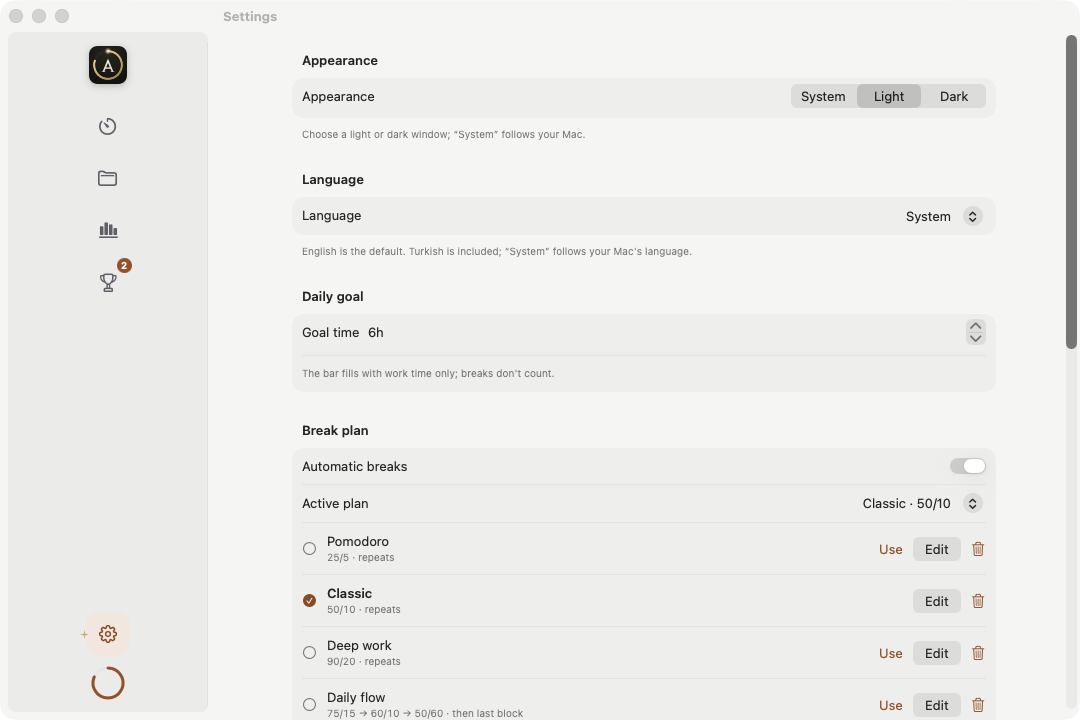 Settings
A
2
Appearance
Appearance System Light Dark
Choose a light or dark window; “System” follows your Mac.
Language
Language System
English is the default. Turkish is included; “System” follows your Mac's language.
Daily goal
Goal time 6h
The bar fills with work time only; breaks don't count.
Break plan
Automatic breaks
Active plan Classic · 50/10
Pomodoro
25/5 · repeats
Use Edit
Classic
50/10 · repeats
Edit
Deep work
90/20 · repeats
Use Edit
Daily flow
75/15 → 60/10 → 50/60 · then last block
Use Edit